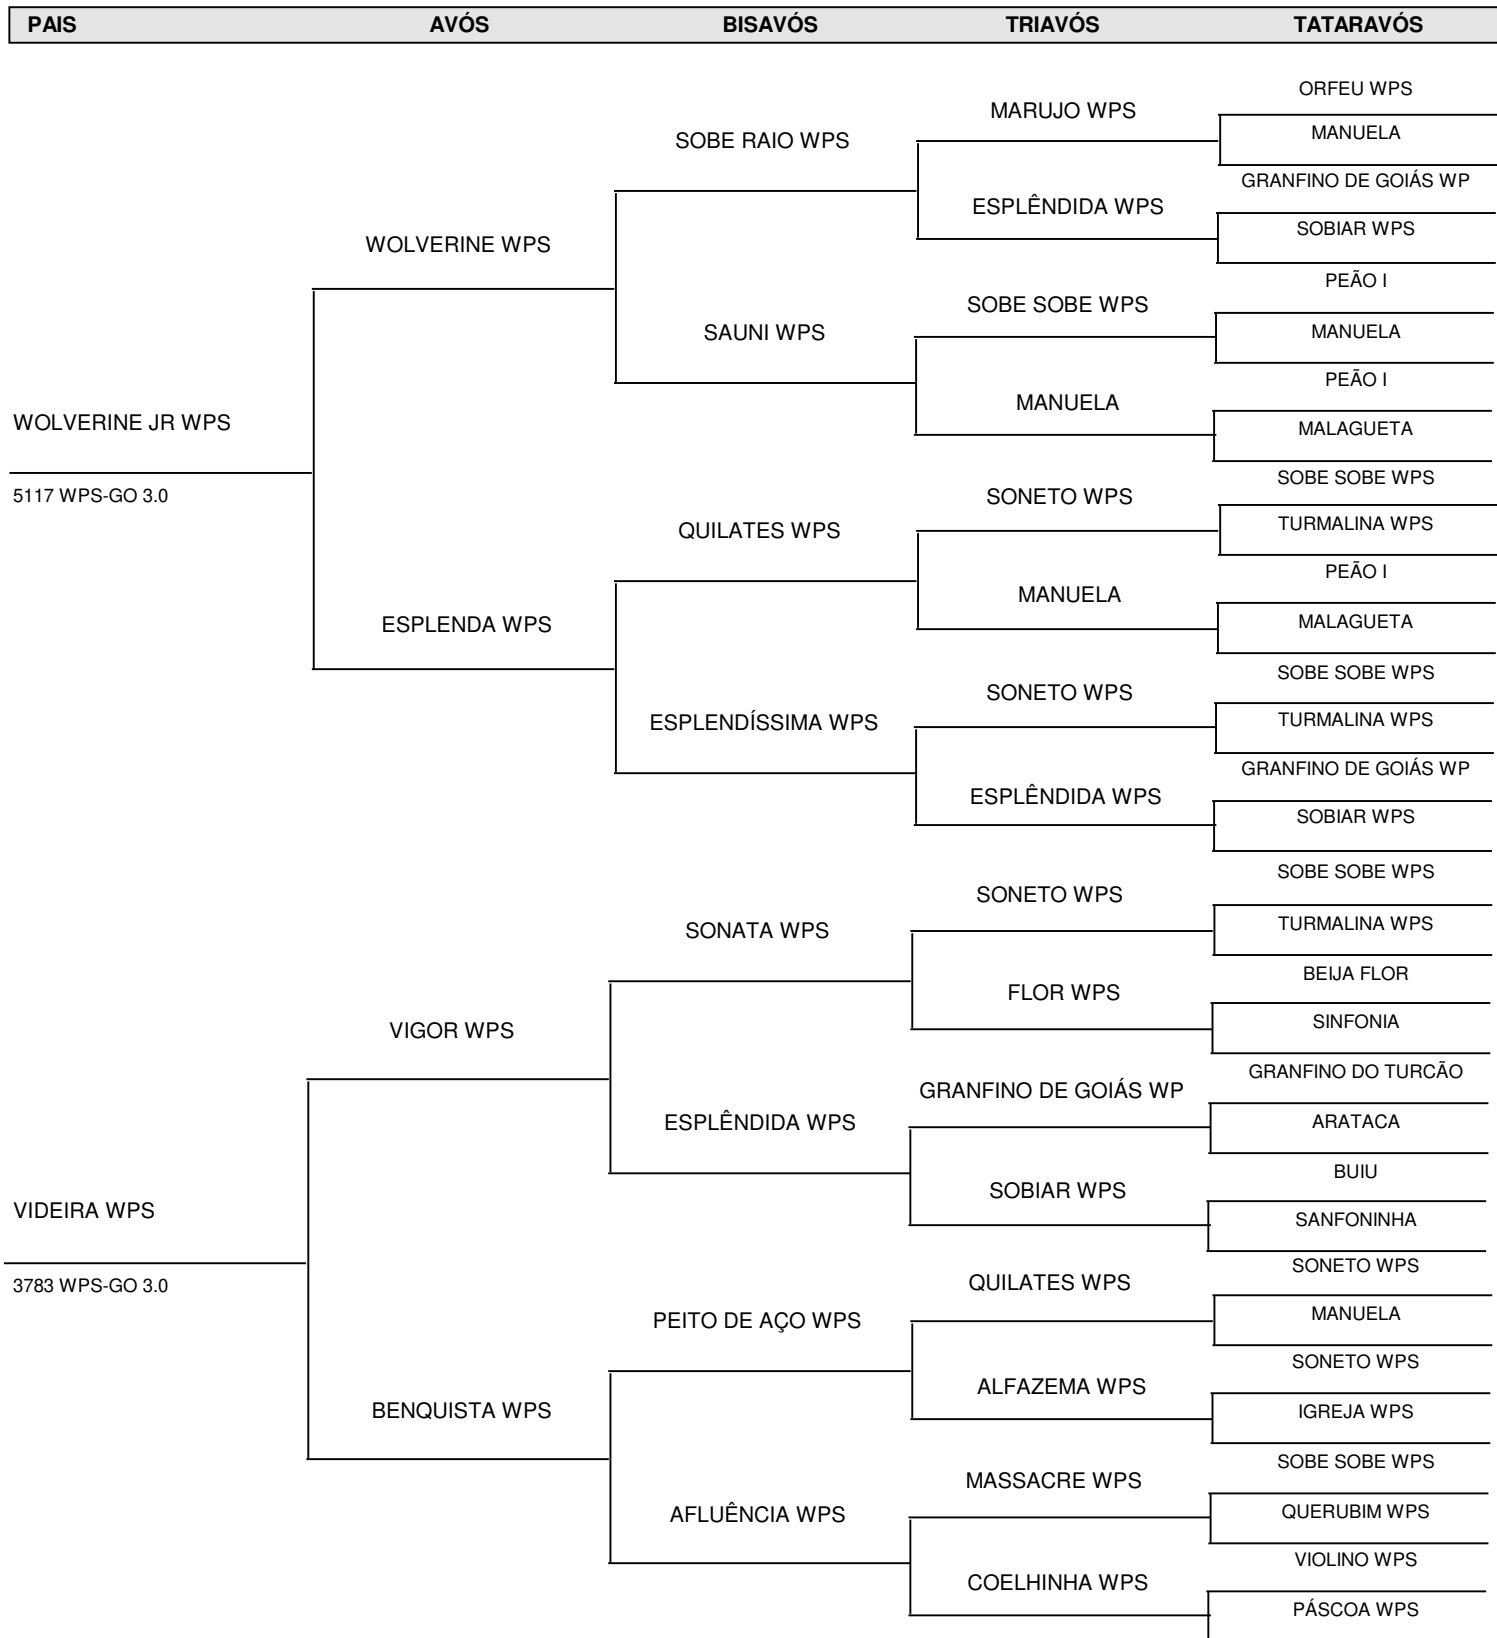 PAIS AVÓS BISAVÓS TRIAVÓS TATARAVÓS
ORFEU WPS
MARUJO WPS
MANUELA
SOBE RAIO WPS
GRANFINO DE GOIÁS WP
ESPLÊNDIDA WPS
SOBIAR WPS
WOLVERINE WPS
PEÃO I
SOBE SOBE WPS
MANUELA
SAUNI WPS
PEÃO I
MANUELA
MALAGUETA
WOLVERINE JR WPS
5117 WPS-GO 3.0
SOBE SOBE WPS
SONETO WPS
TURMALINA WPS
QUILATES WPS
PEÃO I
MANUELA
MALAGUETA
ESPLENDA WPS
SOBE SOBE WPS
SONETO WPS
TURMALINA WPS
ESPLENDÍSSIMA WPS
GRANFINO DE GOIÁS WP
ESPLÊNDIDA WPS
SOBIAR WPS
SOBE SOBE WPS
SONETO WPS
TURMALINA WPS
SONATA WPS
BEIJA FLOR
FLOR WPS
SINFONIA
VIGOR WPS
GRANFINO DO TURCÃO
GRANFINO DE GOIÁS WP
ARATACA
ESPLÊNDIDA WPS
BUIU
SOBIAR WPS
SANFONINHA
VIDEIRA WPS
3783 WPS-GO 3.0
SONETO WPS
QUILATES WPS
MANUELA
PEITO DE AÇO WPS
SONETO WPS
ALFAZEMA WPS
IGREJA WPS
BENQUISTA WPS
SOBE SOBE WPS
MASSACRE WPS
QUERUBIM WPS
AFLUÊNCIA WPS
VIOLINO WPS
COELHINHA WPS
PÁSCOA WPS